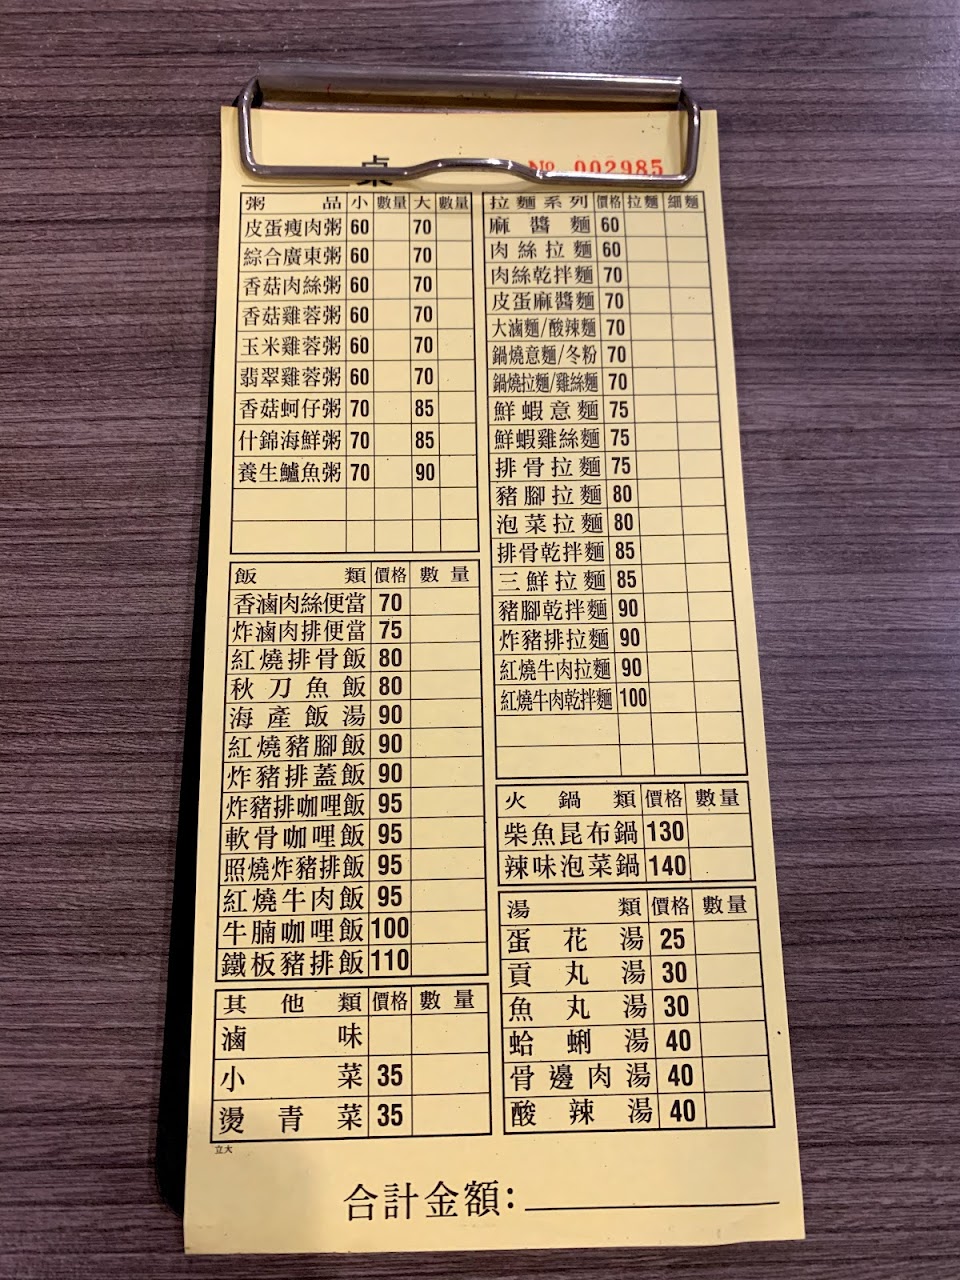 桌
№ 002985
粥品 小 數量 大 數量
皮蛋瘦肉粥 60 70
綜合廣東粥 60 70
香菇肉絲粥 60 70
香菇雞蓉粥 60 70
玉米雞蓉粥 60 70
翡翠雞蓉粥 60 70
香菇蚵仔粥 70 85
什錦海鮮粥 70 85
養生鱸魚粥 70 90
飯類 價格 數量
香滷肉絲便當 70
炸滷肉排便當 75
紅燒排骨飯 80
秋刀魚飯 80
海產飯湯 90
紅燒豬腳飯 90
炸豬排蓋飯 90
炸豬排咖哩飯 95
軟骨咖哩飯 95
照燒炸豬排飯 95
紅燒牛肉飯 95
牛腩咖哩飯 100
鐵板豬排飯 110
其他類 價格 數量
滷味
小菜 35
燙青菜 35
立大
拉麵系列 價格 拉麵 細麵
麻醬麵 60
肉絲拉麵 60
肉絲乾拌麵 70
皮蛋麻醬麵 70
大滷麵/酸辣麵 70
鍋燒意麵/冬粉 70
鍋燒拉麵/雞絲麵 70
鮮蝦意麵 75
鮮蝦雞絲麵 75
排骨拉麵 75
豬腳拉麵 80
泡菜拉麵 80
排骨乾拌麵 85
三鮮拉麵 85
豬腳乾拌麵 90
炸豬排拉麵 90
紅燒牛肉拉麵 90
紅燒牛肉乾拌麵 100
火鍋類 價格 數量
柴魚昆布鍋 130
辣味泡菜鍋 140
湯類 價格 數量
蛋花湯 25
貢丸湯 30
魚丸湯 30
蛤蜊湯 40
骨邊肉湯 40
酸辣湯 40
合計金額: